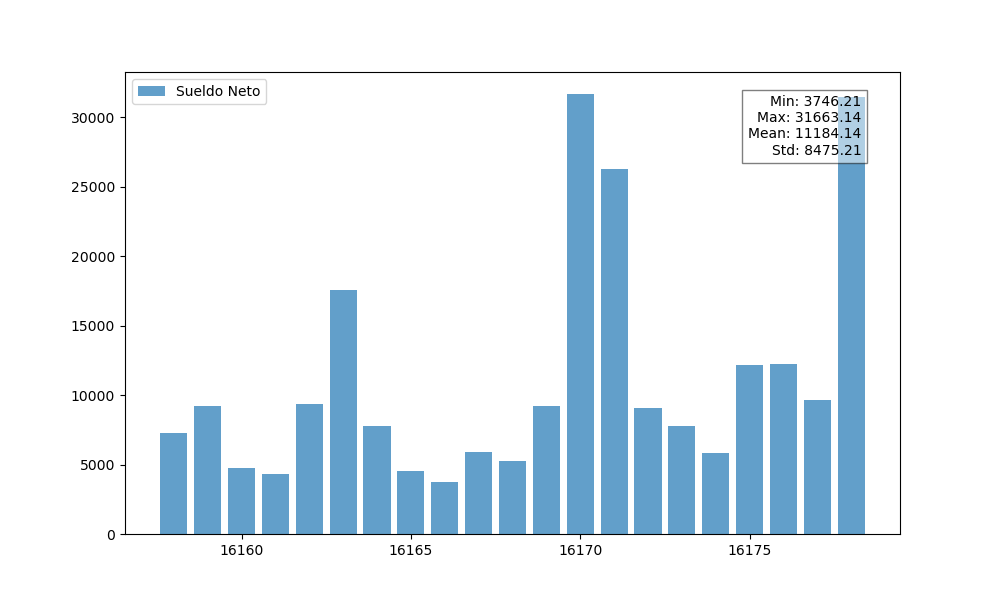 Sueldo Neto
Min: 3746.21
Max: 31663.14
Mean: 11184.14
Std: 8475.21
30000
25000
20000
15000
10000
5000
0
16160
16165
16170
16175